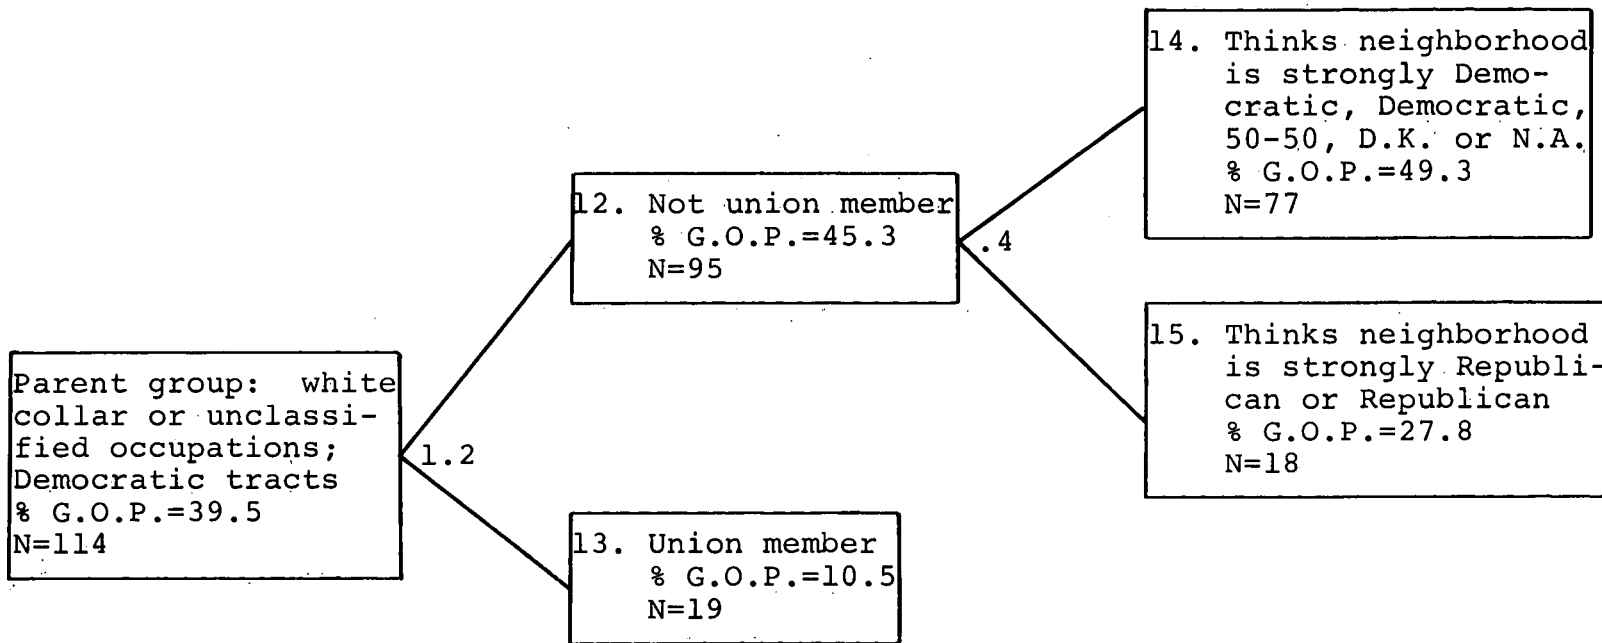 14. Thinks neighborhood
is strongly Demo-
cratic, Democratic,
50-50, D.K. or N.A.
% G.O.P.=49.3
N=77
12. Not union member
% G.O.P.=45.3
N=95
.4
15. Thinks neighborhood
is strongly Republi-
can or Republican
% G.O.P.=27.8
N=18
Parent group: white
collar or unclassi-
fied occupations;
Democratic tracts
% G.O.P.=39.5
N=114
1.2
13. Union member
% G.O.P.=10.5
N=19